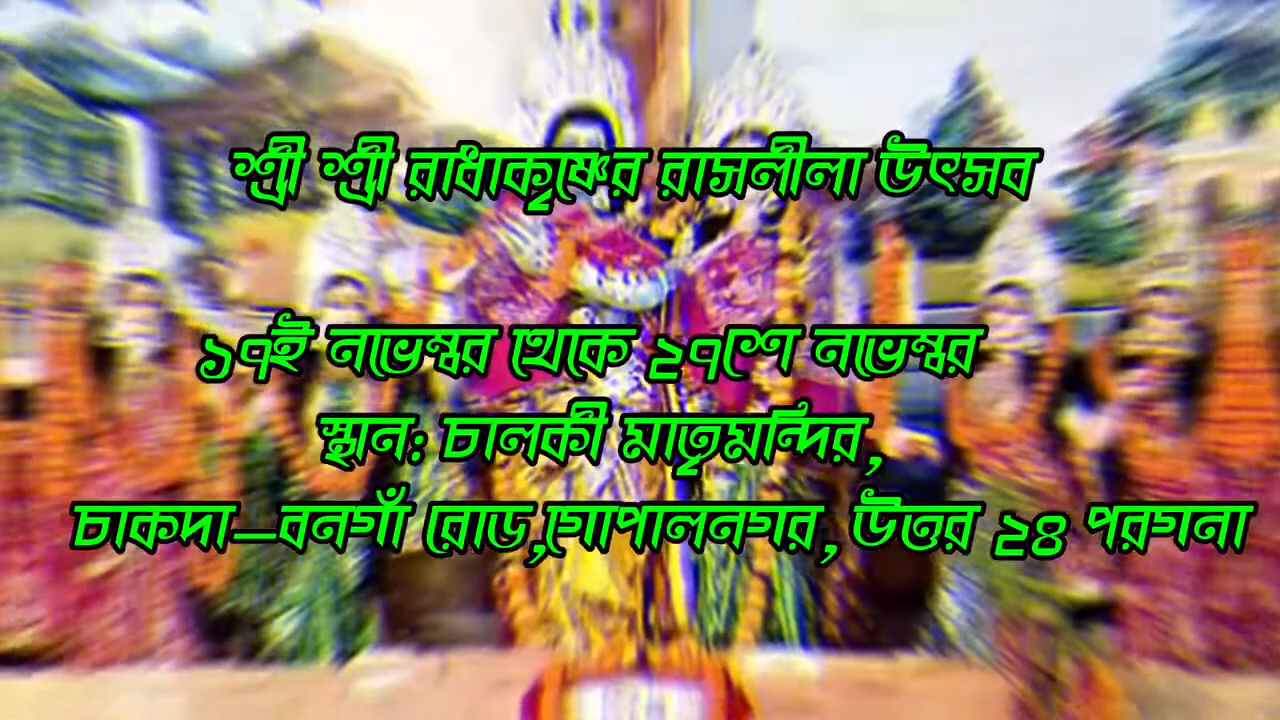 শ্রী শ্রী রাধাকৃষ্ণের রাসলীলা উৎসব
১৭ই নভেম্বর থেকে ২৭শে নভেম্বর
স্থান: চালকী মাতৃমন্দির,
চাকদা-বনগাঁ রোড,গোপালনগর, উত্তর ২৪ পরগনা